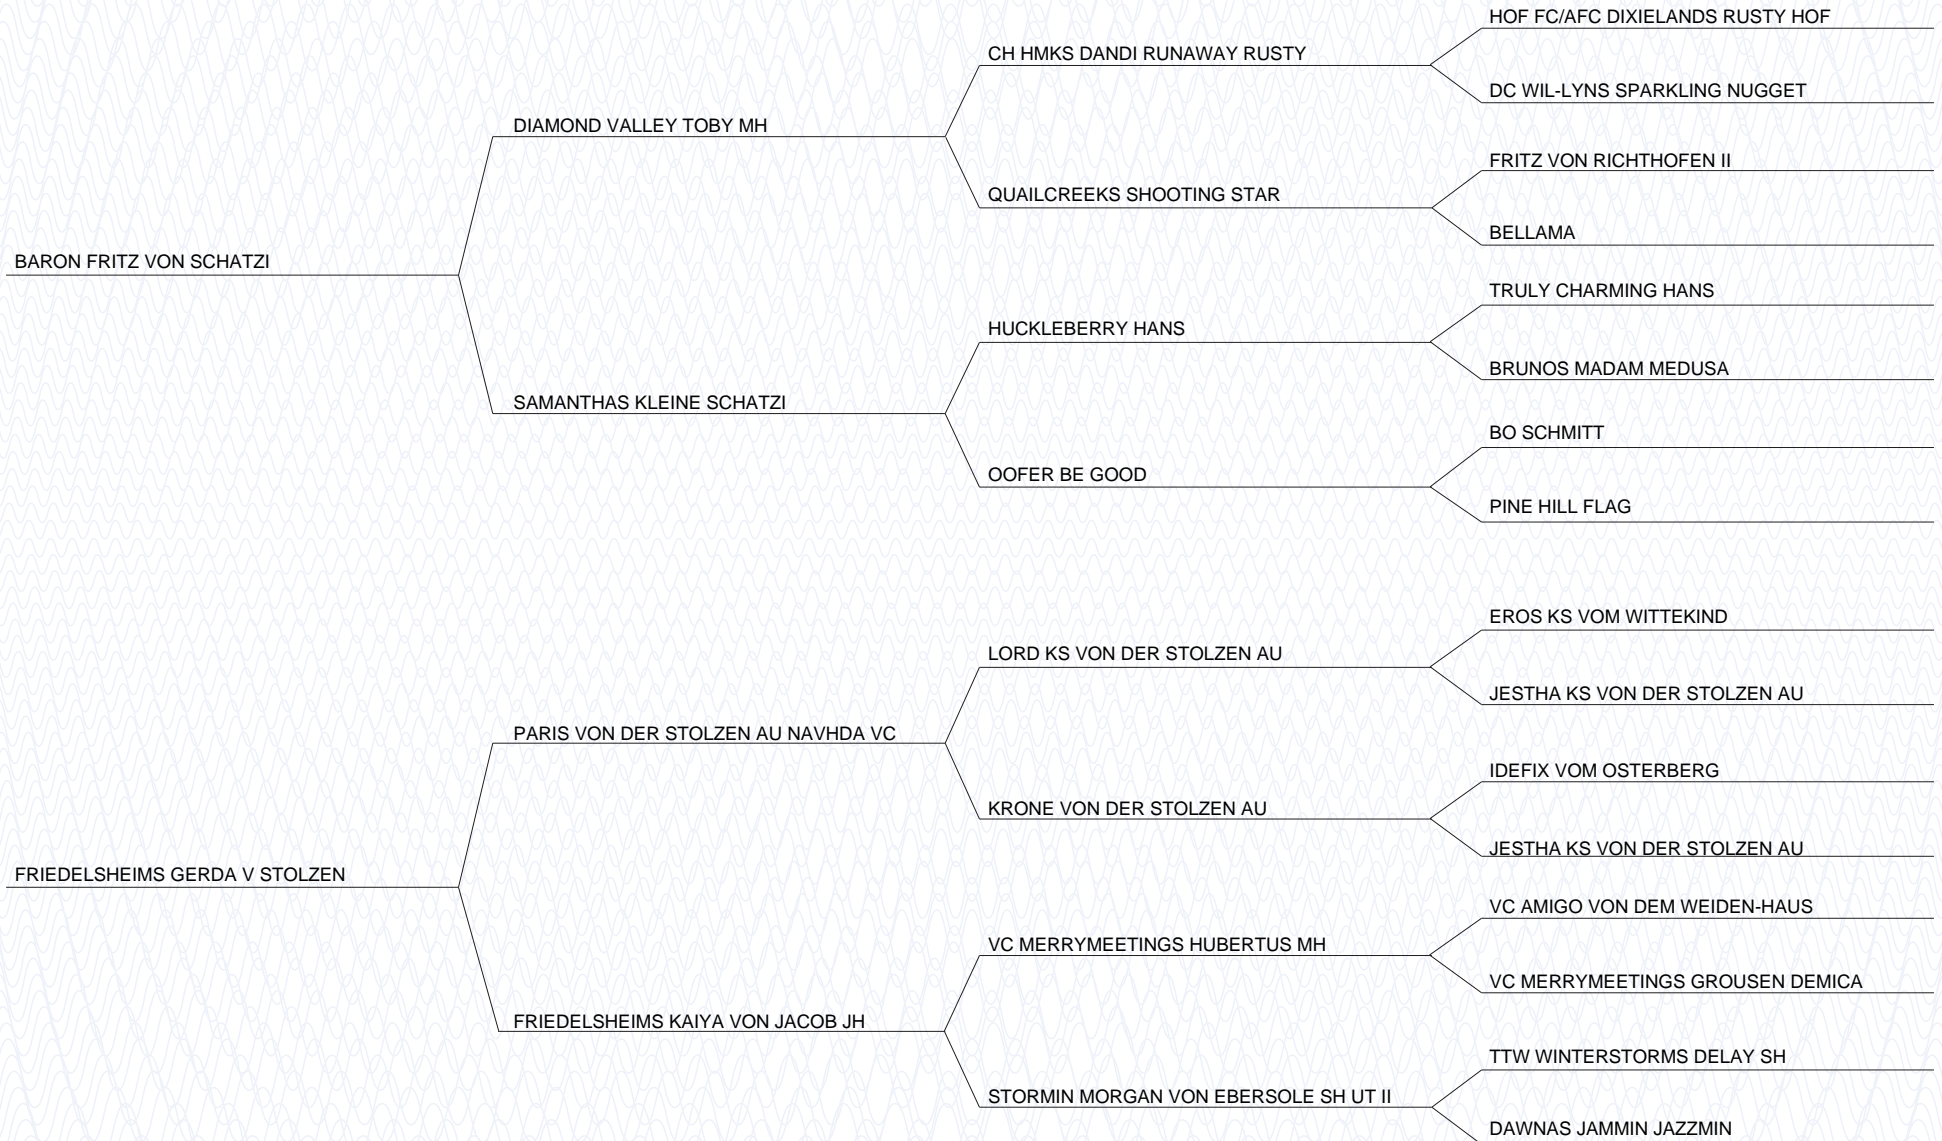 HOF FC/AFC DIXIELANDS RUSTY HOF
CH HMKS DANDI RUNAWAY RUSTY
DC WIL-LYNS SPARKLING NUGGET
DIAMOND VALLEY TOBY MH
FRITZ VON RICHTHOFEN II
QUAILCREEKS SHOOTING STAR
BELLAMA
BARON FRITZ VON SCHATZI
TRULY CHARMING HANS
HUCKLEBERRY HANS
BRUNOS MADAM MEDUSA
SAMANTHAS KLEINE SCHATZI
BO SCHMITT
OOFER BE GOOD
PINE HILL FLAG
EROS KS VOM WITTEKIND
LORD KS VON DER STOLZEN AU
JESTHA KS VON DER STOLZEN AU
PARIS VON DER STOLZEN AU NAVHDA VC
IDEFIX VOM OSTERBERG
KRONE VON DER STOLZEN AU
JESTHA KS VON DER STOLZEN AU
FRIEDELSHEIMS GERDA V STOLZEN
VC AMIGO VON DEM WEIDEN-HAUS
VC MERRYMEETINGS HUBERTUS MH
VC MERRYMEETINGS GROUSEN DEMICA
FRIEDELSHEIMS KAIYA VON JACOB JH
TTW WINTERSTORMS DELAY SH
STORMIN MORGAN VON EBERSOLE SH UT II
DAWNAS JAMMIN JAZZMIN